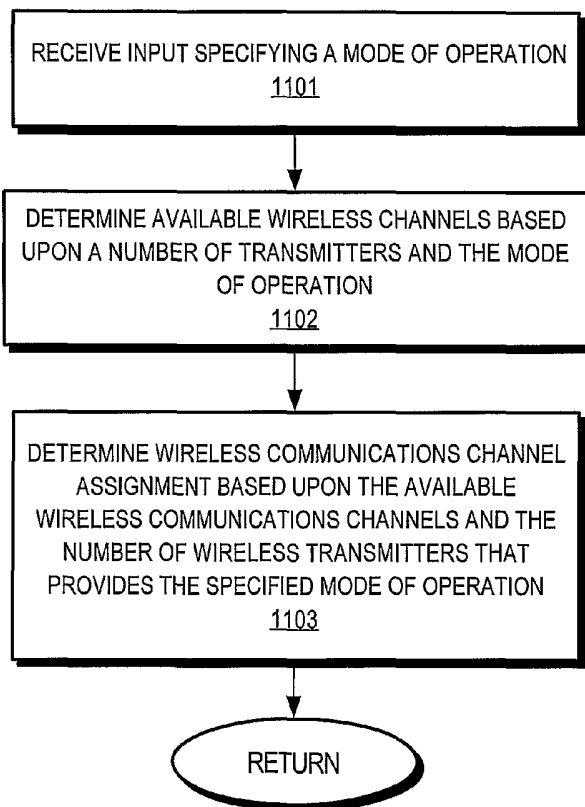 RECEIVE INPUT SPECIFYING A MODE OF OPERATION
1101
DETERMINE AVAILABLE WIRELESS CHANNELS BASED
UPON A NUMBER OF TRANSMITTERS AND THE MODE
OF OPERATION
1102
DETERMINE WIRELESS COMMUNICATIONS CHANNEL
ASSIGNMENT BASED UPON THE AVAILABLE
WIRELESS COMMUNICATIONS CHANNELS AND THE
NUMBER OF WIRELESS TRANSMITTERS THAT
PROVIDES THE SPECIFIED MODE OF OPERATION
1103
RETURN